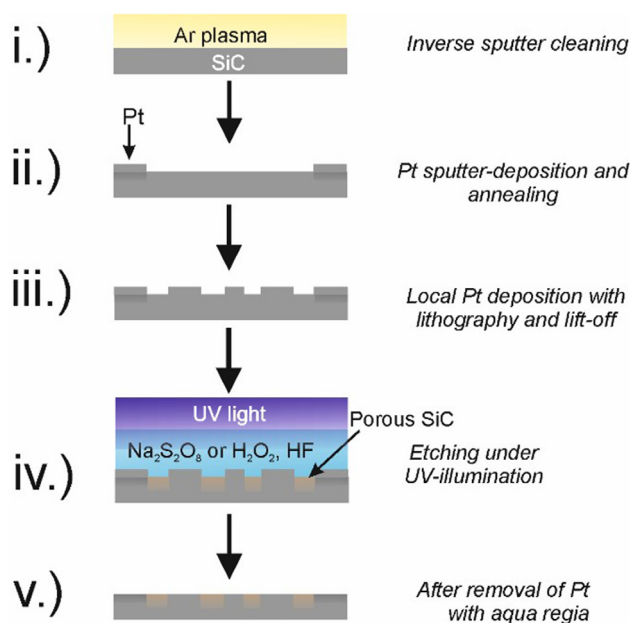 i.)
Ar plasma
SiC
Inverse sputter cleaning
Pt
ii.)
Pt sputter-deposition and
annealing
iii.)
Local Pt deposition with
lithography and lift-off
UV light
Porous SiC
Na₂S₂O₈ or H₂O₂, HF
iv.)
Etching under
UV-illumination
v.)
After removal of Pt
with aqua regia